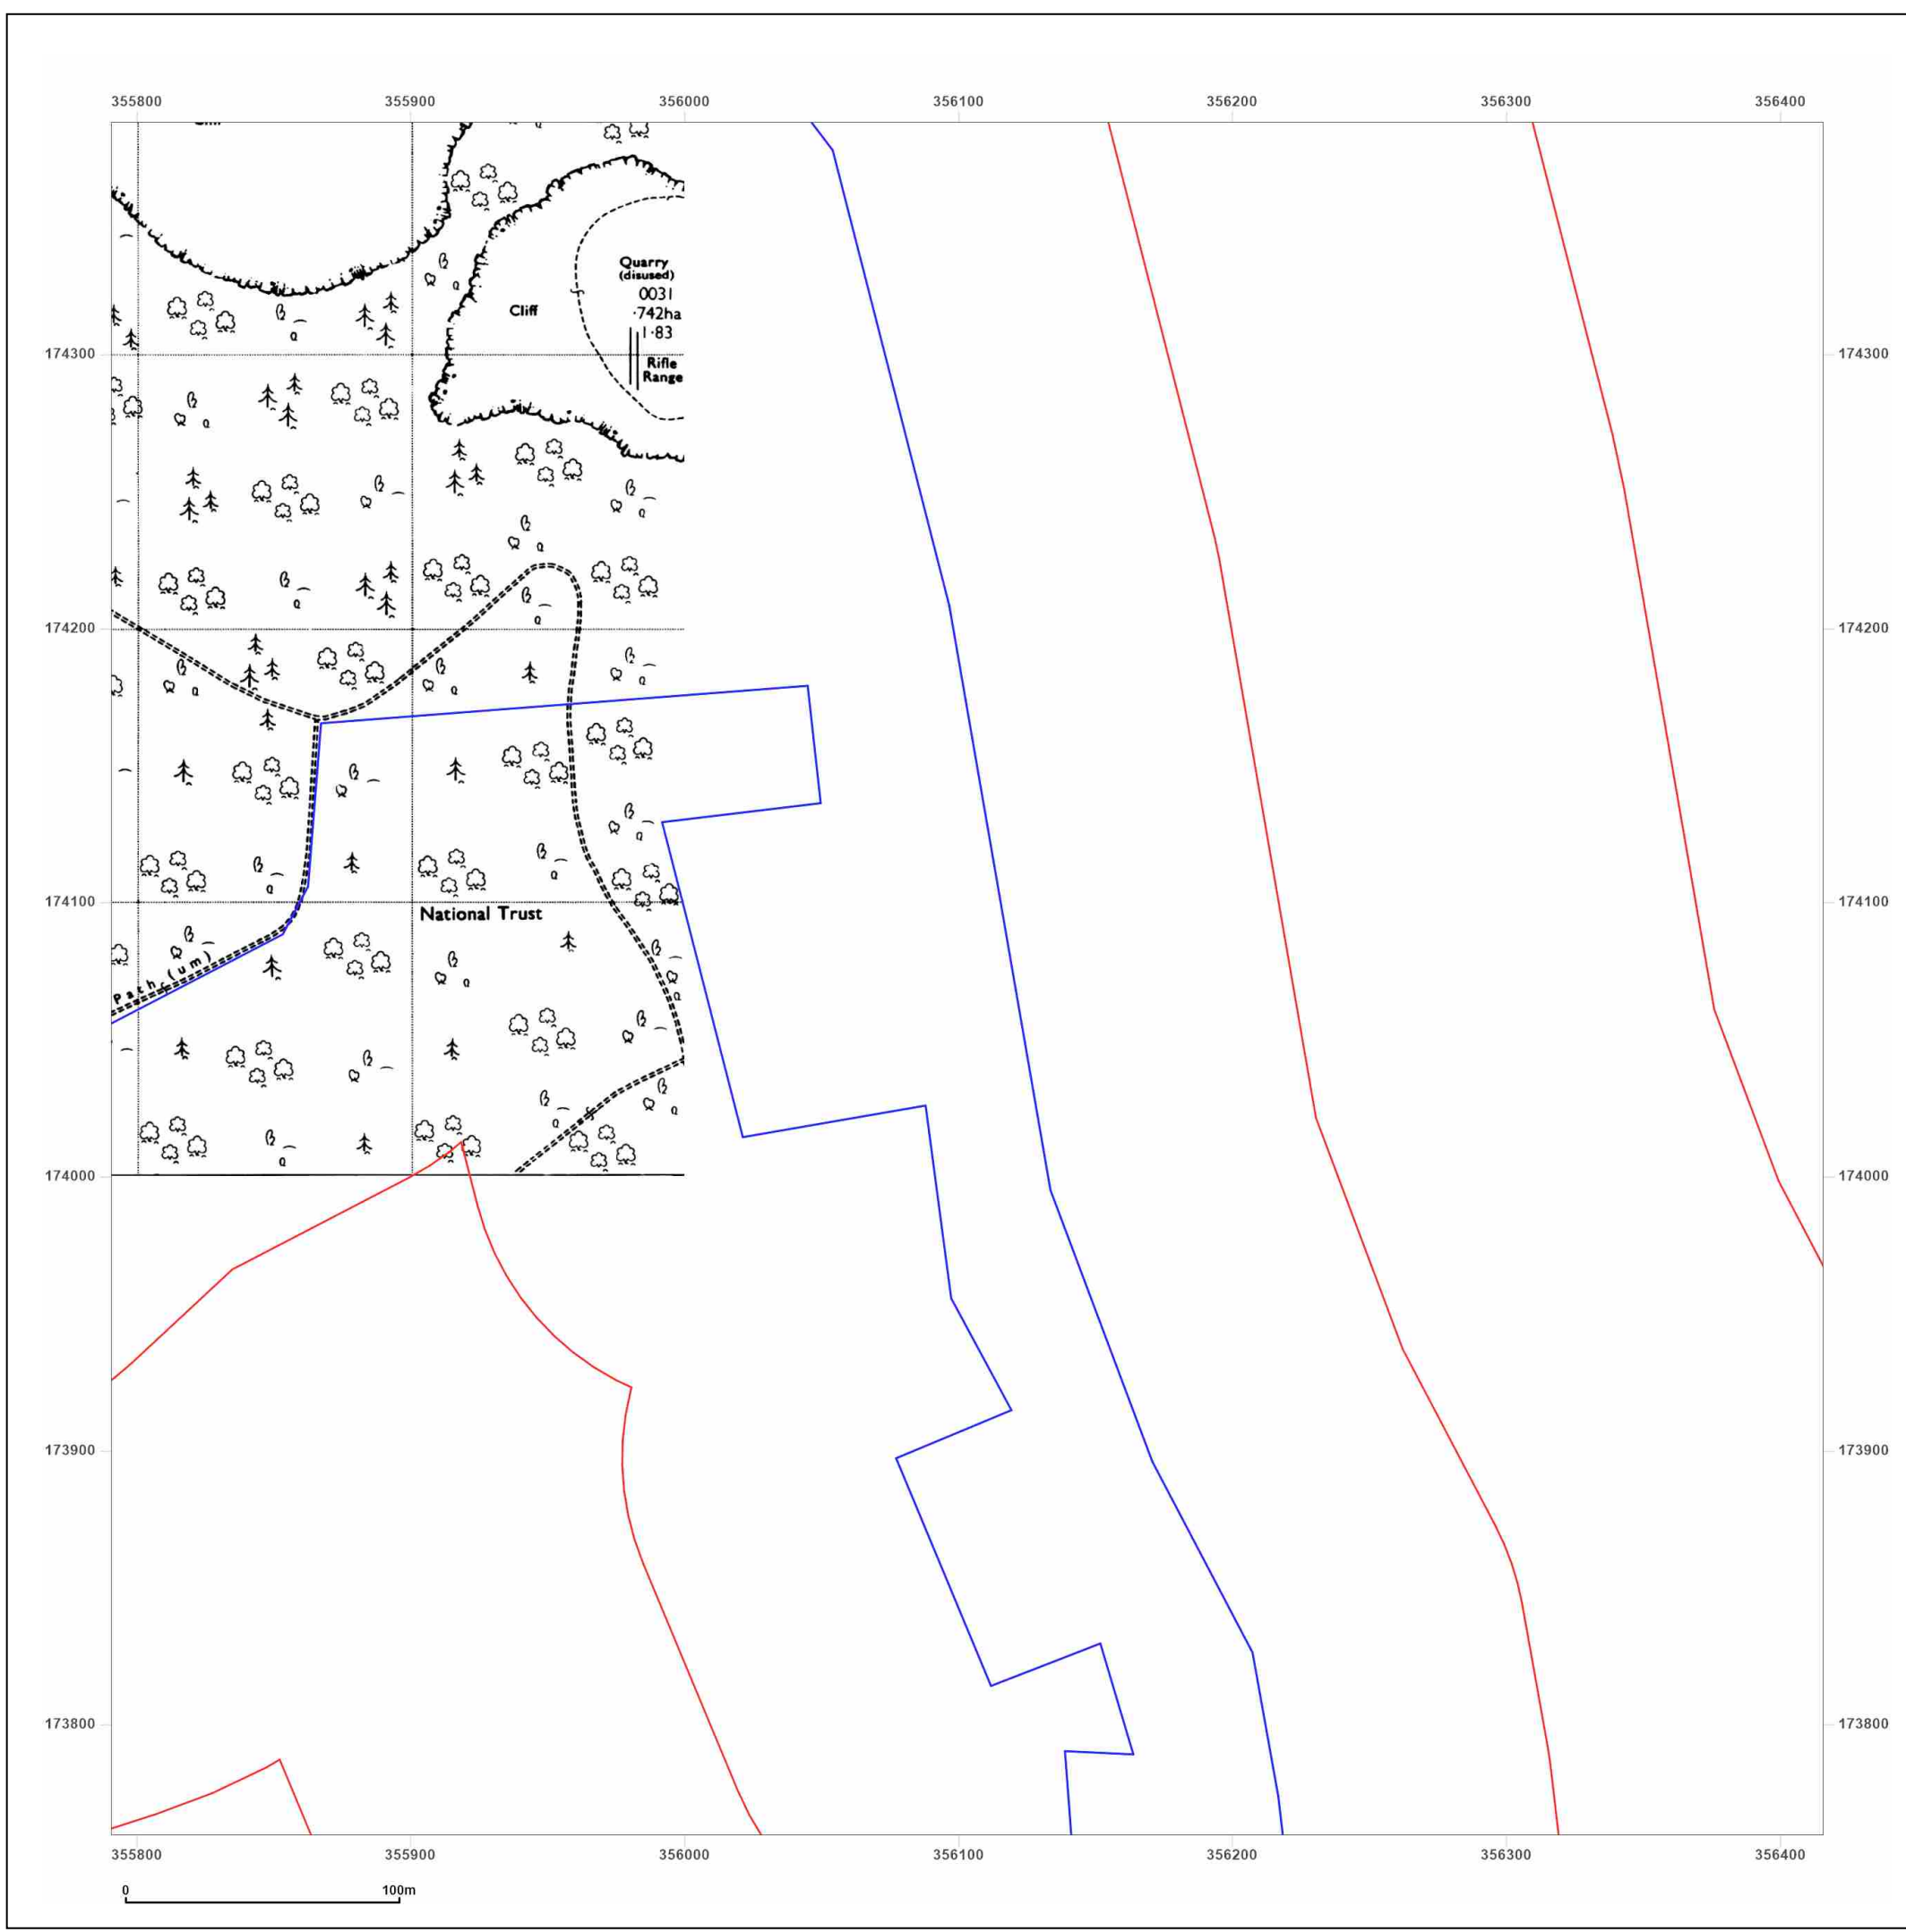 355800 355900 356000 356100 356200 356300 356400
Quarry
(disused)
0031
·742ha
1·83
Cliff
174300 174300
Rifle
Range
174200 174200
174100 174100
National Trust
Path (um)
174000 174000
173900 173900
173800 173800
355800 355900 356000 356100 356200 356300 356400
0 100m